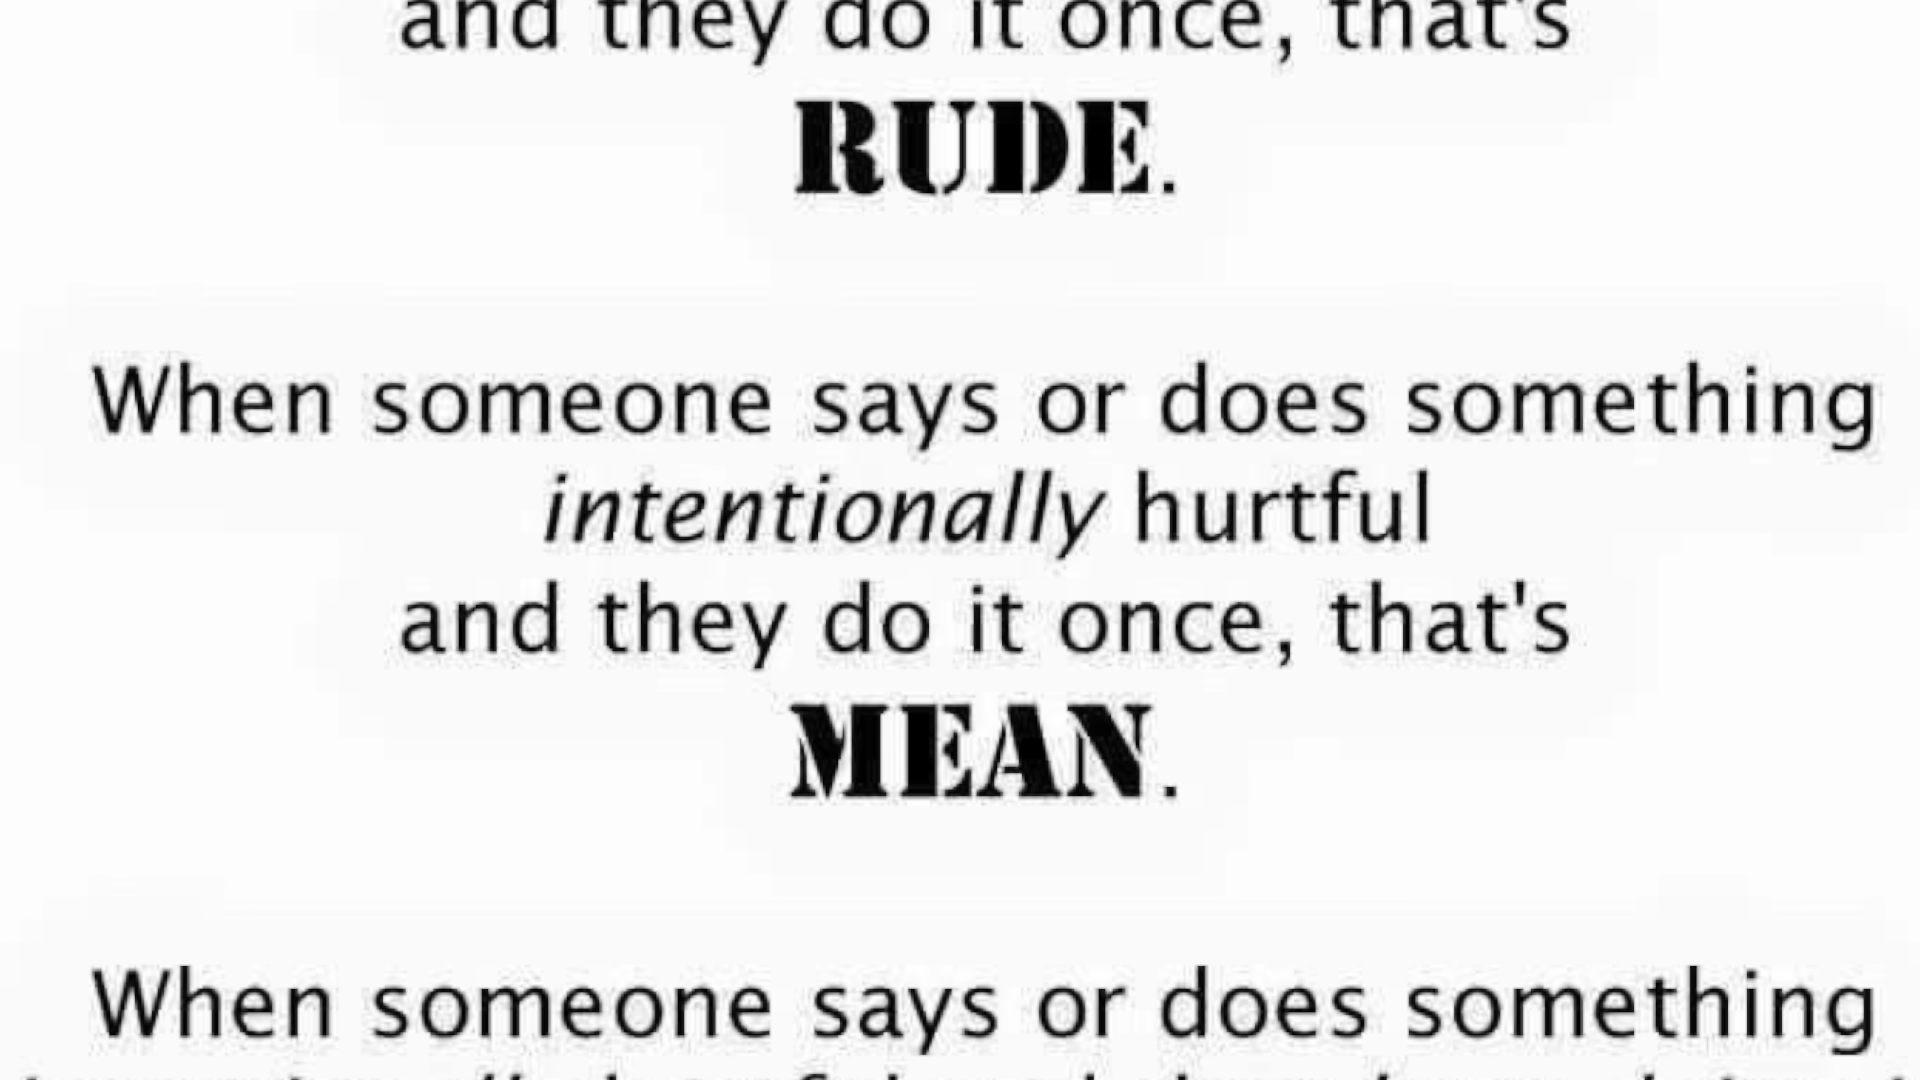 and they do it once, that's
RUDE.
When someone says or does something
intentionally hurtful
and they do it once, that's
MEAN.
When someone says or does something